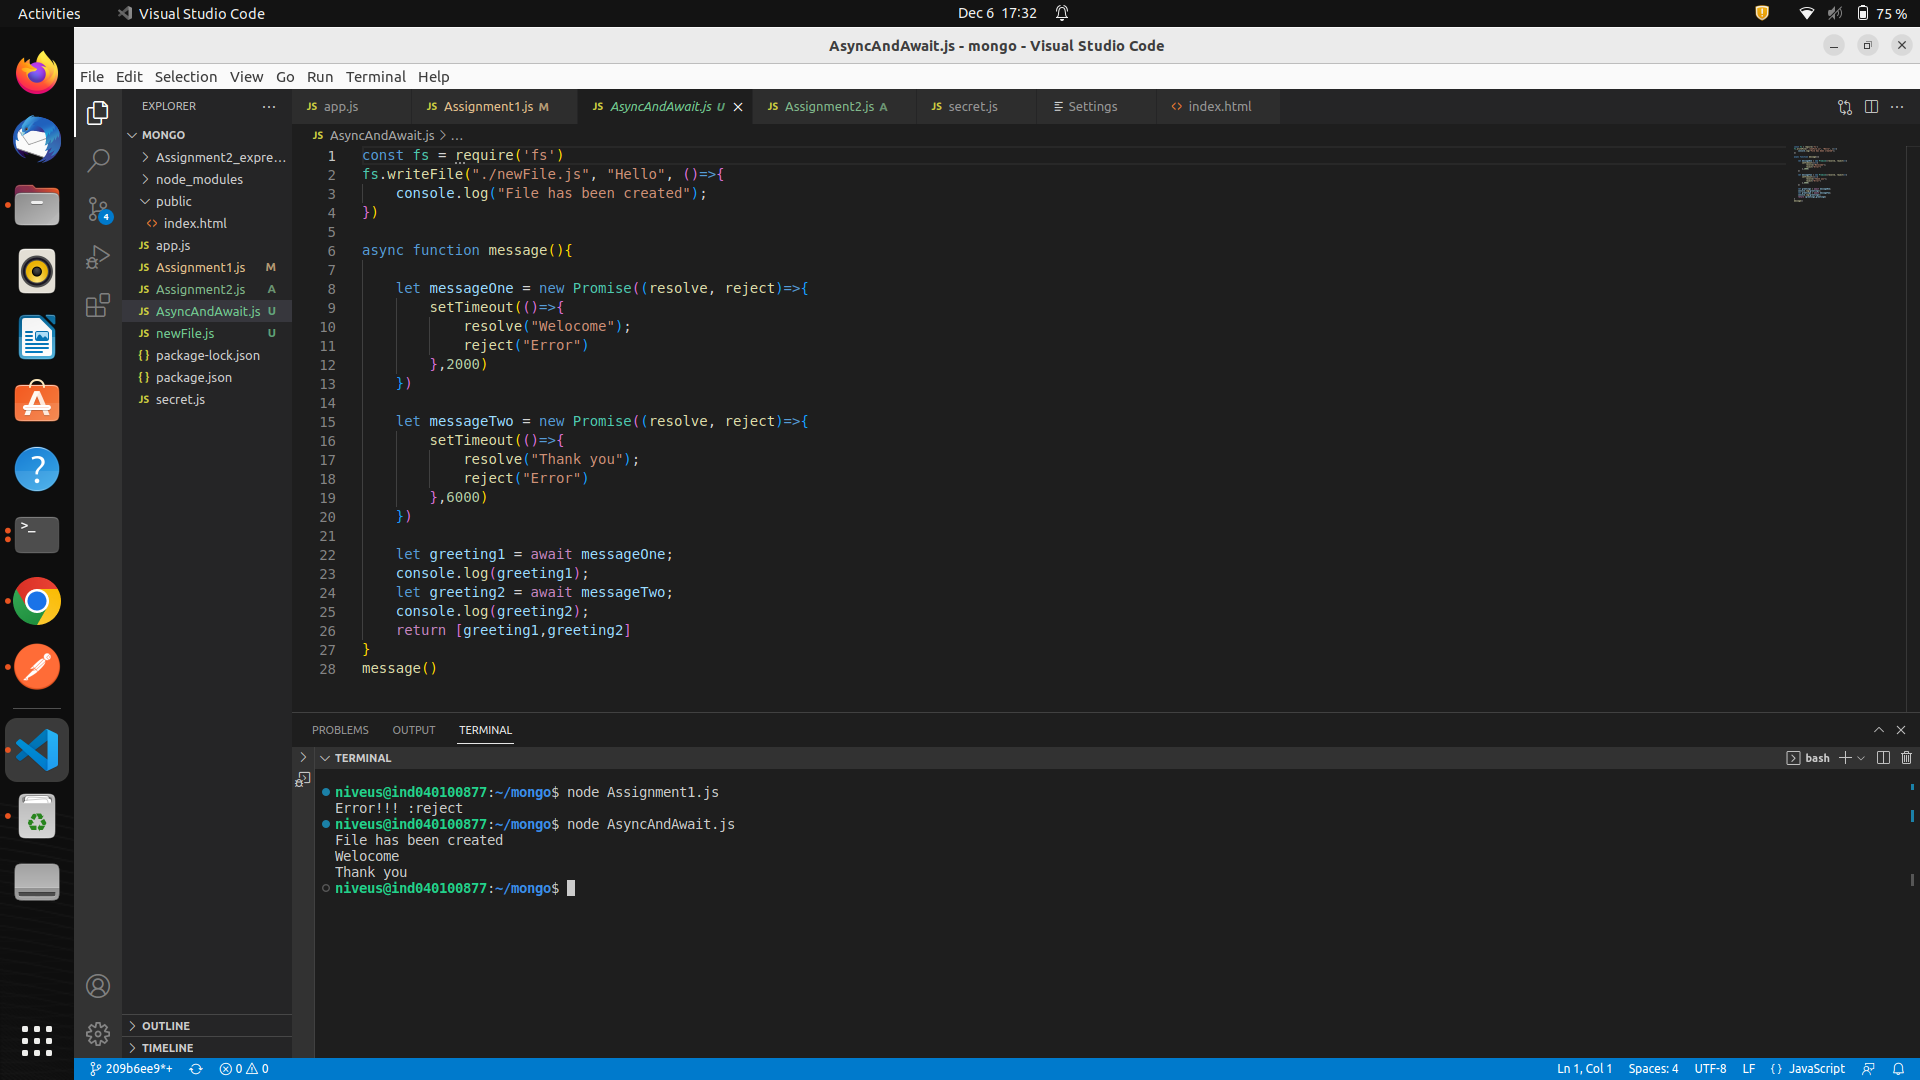 Activities
Visual Studio Code
Dec 6 17:32
75 %
AsyncAndAwait.js - mongo - Visual Studio Code
File Edit Selection View Go Run Terminal Help
EXPLORER
MONGO
Assignment2_expre...
node_modules
public
<> index.html
JS app.js
JS Assignment1.js M
JS Assignment2.js A
JS AsyncAndAwait.js U
JS newFile.js U
{} package-lock.json
{} package.json
JS secret.js
OUTLINE
TIMELINE
4
JS app.js
JS Assignment1.js M
JS AsyncAndAwait.js U
JS Assignment2.js A
JS secret.js
Settings
<> index.html
JS AsyncAndAwait.js > ...
1 const fs = require('fs')
2 fs.writeFile("./newFile.js", "Hello", ()=>{
3     console.log("File has been created");
4 })
5
6 async function message(){
7
8     let messageOne = new Promise((resolve, reject)=>{
9         setTimeout(()=>{
10             resolve("Welocome");
11             reject("Error")
12         },2000)
13     })
14
15     let messageTwo = new Promise((resolve, reject)=>{
16         setTimeout(()=>{
17             resolve("Thank you");
18             reject("Error")
19         },6000)
20     })
21
22     let greeting1 = await messageOne;
23     console.log(greeting1);
24     let greeting2 = await messageTwo;
25     console.log(greeting2);
26     return [greeting1,greeting2]
27 }
28 message()
PROBLEMS OUTPUT TERMINAL
TERMINAL
bash
niveus@ind040100877:~/mongo$ node Assignment1.js
Error!!! :reject
niveus@ind040100877:~/mongo$ node AsyncAndAwait.js
File has been created
Welocome
Thank you
niveus@ind040100877:~/mongo$
209b6ee9*+
0 0
Ln 1, Col 1
Spaces: 4
UTF-8
LF
{} JavaScript